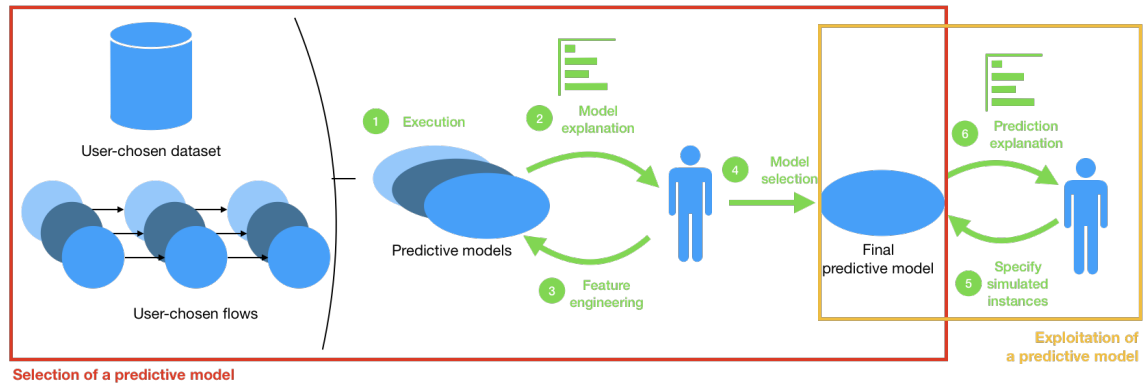 User-chosen dataset
User-chosen flows
1 Execution
2 Model
explanation
Predictive models
3 Feature
engineering
4 Model
selection
Final
predictive model
6 Prediction
explanation
5 Specify
simulated
instances
Selection of a predictive model
Exploitation of
a predictive model